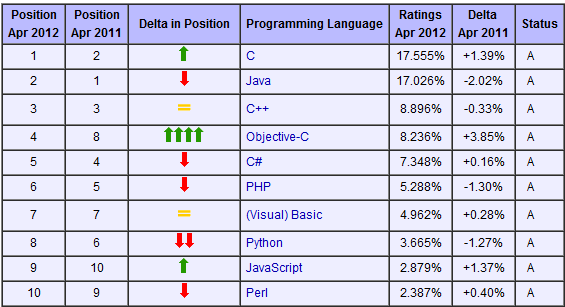 Position Apr 2012 Position Apr 2011 Delta in Position Programming Language Ratings Apr 2012 Delta Apr 2011 Status
1 2 C 17.555% +1.39% A
2 1 Java 17.026% -2.02% A
3 3 C++ 8.896% -0.33% A
4 8 Objective-C 8.236% +3.85% A
5 4 C# 7.348% +0.16% A
6 5 PHP 5.288% -1.30% A
7 7 (Visual) Basic 4.962% +0.28% A
8 6 Python 3.665% -1.27% A
9 10 JavaScript 2.879% +1.37% A
10 9 Perl 2.387% +0.40% A